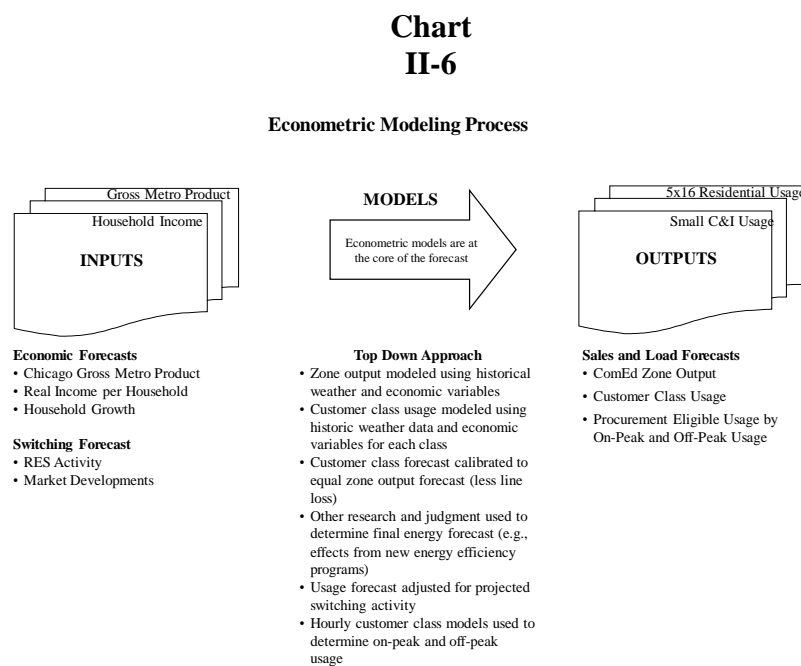 Chart
II-6
Econometric Modeling Process
Gross Metro Product
Household Income
INPUTS
MODELS
Econometric models are at
the core of the forecast
5x16 Residential Usage
Small C&I Usage
OUTPUTS
Economic Forecasts
• Chicago Gross Metro Product
• Real Income per Household
• Household Growth
Switching Forecast
• RES Activity
• Market Developments
Top Down Approach
• Zone output modeled using historical
weather and economic variables
• Customer class usage modeled using
historic weather data and economic
variables for each class
• Customer class forecast calibrated to
equal zone output forecast (less line
loss)
• Other research and judgment used to
determine final energy forecast (e.g.,
effects from new energy efficiency
programs)
• Usage forecast adjusted for projected
switching activity
• Hourly customer class models used to
determine on-peak and off-peak
usage
Sales and Load Forecasts
• ComEd Zone Output
• Customer Class Usage
• Procurement Eligible Usage by
On-Peak and Off-Peak Usage